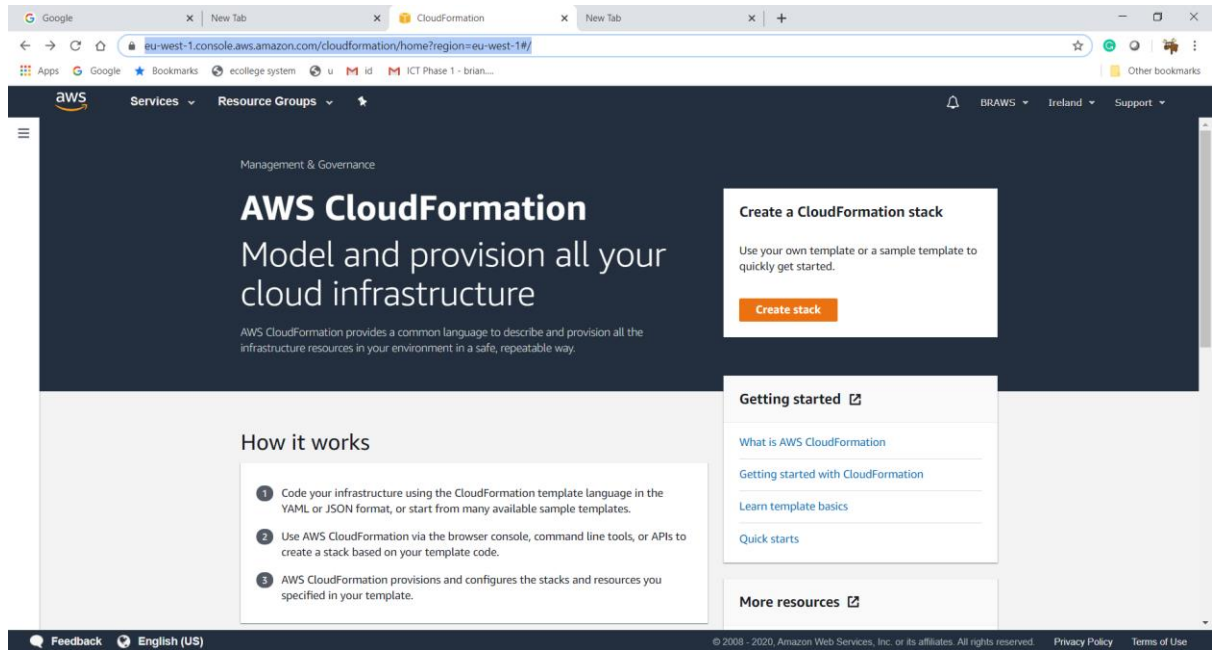 Google
New Tab
CloudFormation
New Tab
eu-west-1.console.aws.amazon.com/cloudformation/home?region=eu-west-1#/
Apps
Google
Bookmarks
ecollege system
u
id
ICT Phase 1 - brian....
Other bookmarks
aws
Services
Resource Groups
BRAWS
Ireland
Support
Management & Governance
AWS CloudFormation
Model and provision all your
cloud infrastructure
AWS CloudFormation provides a common language to describe and provision all the
infrastructure resources in your environment in a safe, repeatable way.
Create a CloudFormation stack
Use your own template or a sample template to
quickly get started.
Create stack
How it works
1 Code your infrastructure using the CloudFormation template language in the
YAML or JSON format, or start from many available sample templates.
2 Use AWS CloudFormation via the browser console, command line tools, or APIs to
create a stack based on your template code.
3 AWS CloudFormation provisions and configures the stacks and resources you
specified in your template.
Getting started
What is AWS CloudFormation
Getting started with CloudFormation
Learn template basics
Quick starts
More resources
Feedback
English (US)
© 2008 - 2020, Amazon Web Services, Inc. or its affiliates. All rights reserved.
Privacy Policy
Terms of Use